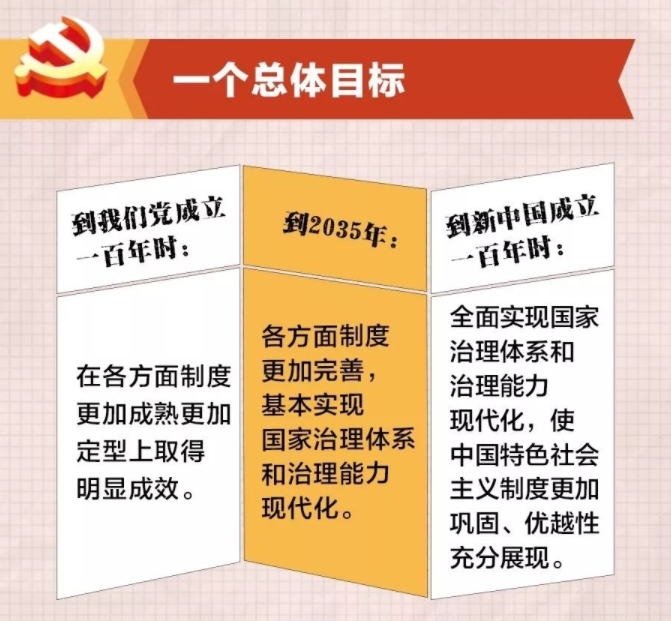 一个总体目标
到我们党成立
一百年时：
在各方面制度
更加成熟更加
定型上取得
明显成效。
到2035年：
各方面制度
更加完善，
基本实现
国家治理体系
和治理能力
现代化。
到新中国成立
一百年时：
全面实现国家
治理体系和
治理能力
现代化，使
中国特色社会
主义制度更加
巩固、优越性
充分展现。